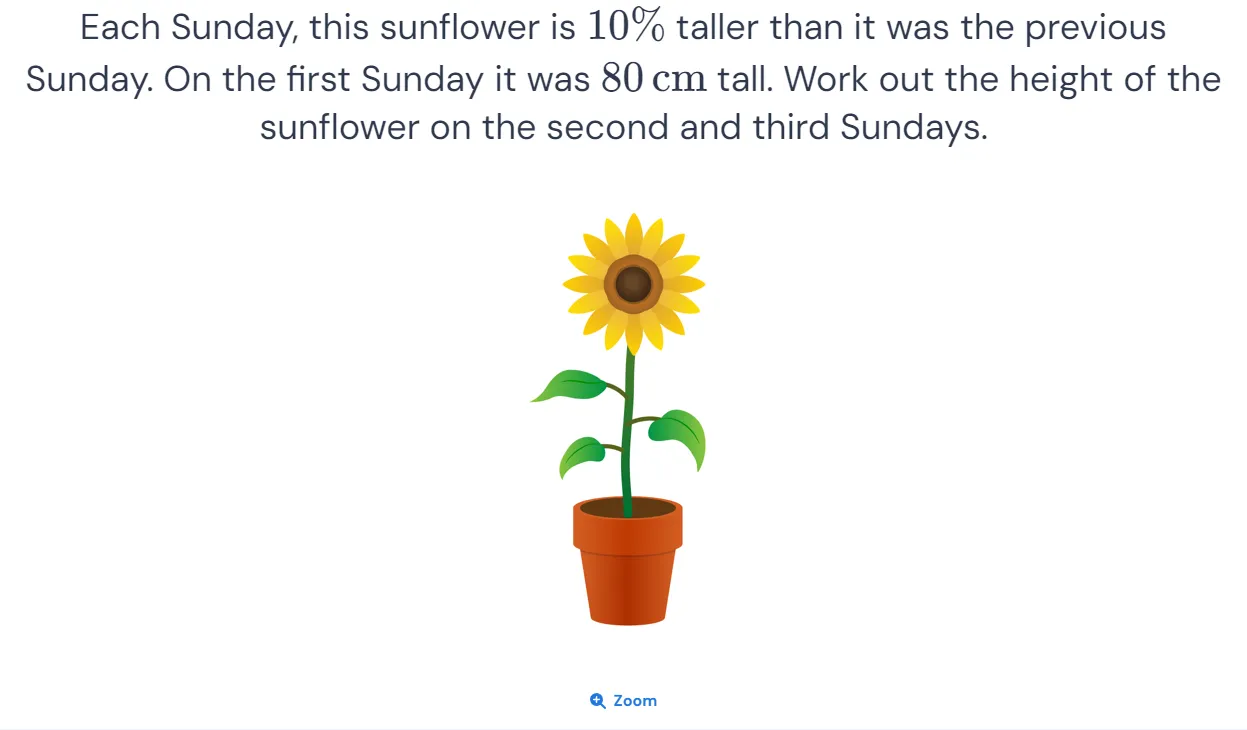 Each Sunday, this sunflower is 10% taller than it was the previous
Sunday. On the first Sunday it was 80 cm tall. Work out the height of the
sunflower on the second and third Sundays.
Zoom